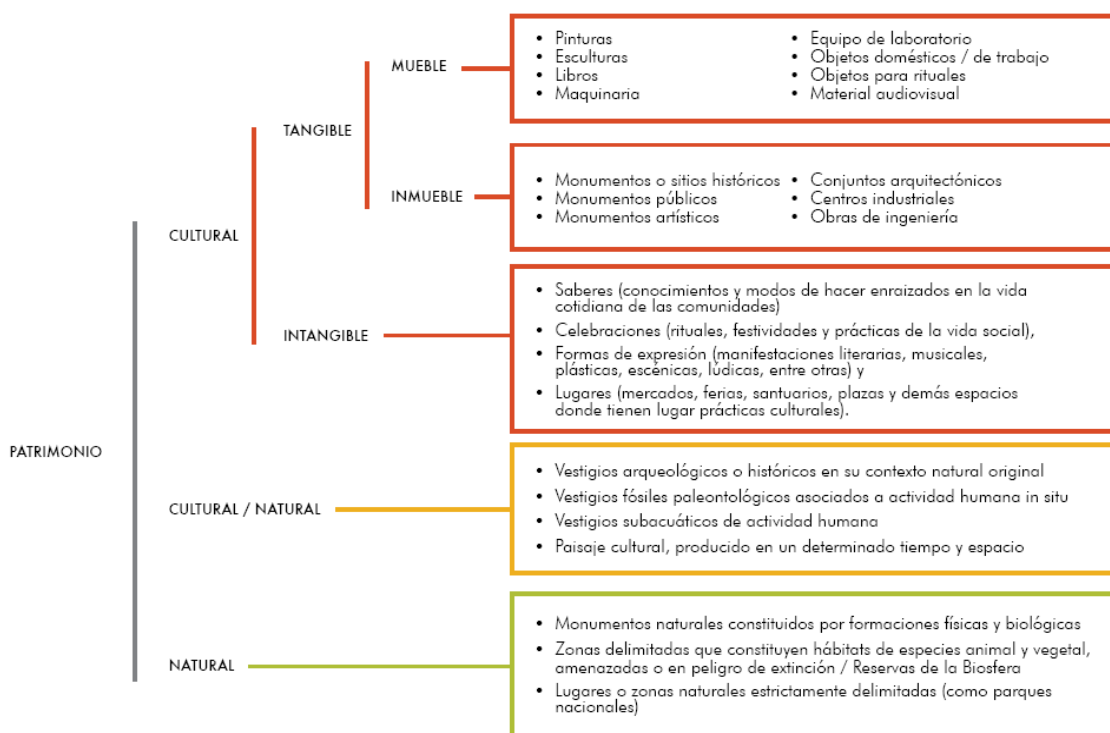 PATRIMONIO
CULTURAL
TANGIBLE
MUEBLE
• Pinturas
• Esculturas
• Libros
• Maquinaria
• Equipo de laboratorio
• Objetos domésticos / de trabajo
• Objetos para rituales
• Material audiovisual
INMUEBLE
• Monumentos o sitios históricos
• Monumentos públicos
• Monumentos artísticos
• Conjuntos arquitectónicos
• Centros industriales
• Obras de ingeniería
INTANGIBLE
• Saberes (conocimientos y modos de hacer enraizados en la vida
cotidiana de las comunidades)
• Celebraciones (rituales, festividades y prácticas de la vida social),
• Formas de expresión (manifestaciones literarias, musicales,
plásticas, escénicas, lúdicas, entre otras) y
• Lugares (mercados, ferias, santuarios, plazas y demás espacios
donde tienen lugar prácticas culturales).
CULTURAL / NATURAL
• Vestigios arqueológicos o históricos en su contexto natural original
• Vestigios fósiles paleontológicos asociados a actividad humana in situ
• Vestigios subacuáticos de actividad humana
• Paisaje cultural, producido en un determinado tiempo y espacio
NATURAL
• Monumentos naturales constituidos por formaciones físicas y biológicas
• Zonas delimitadas que constituyen hábitats de especies animal y vegetal,
amenazadas o en peligro de extinción / Reservas de la Biosfera
• Lugares o zonas naturales estrictamente delimitadas (como parques
nacionales)